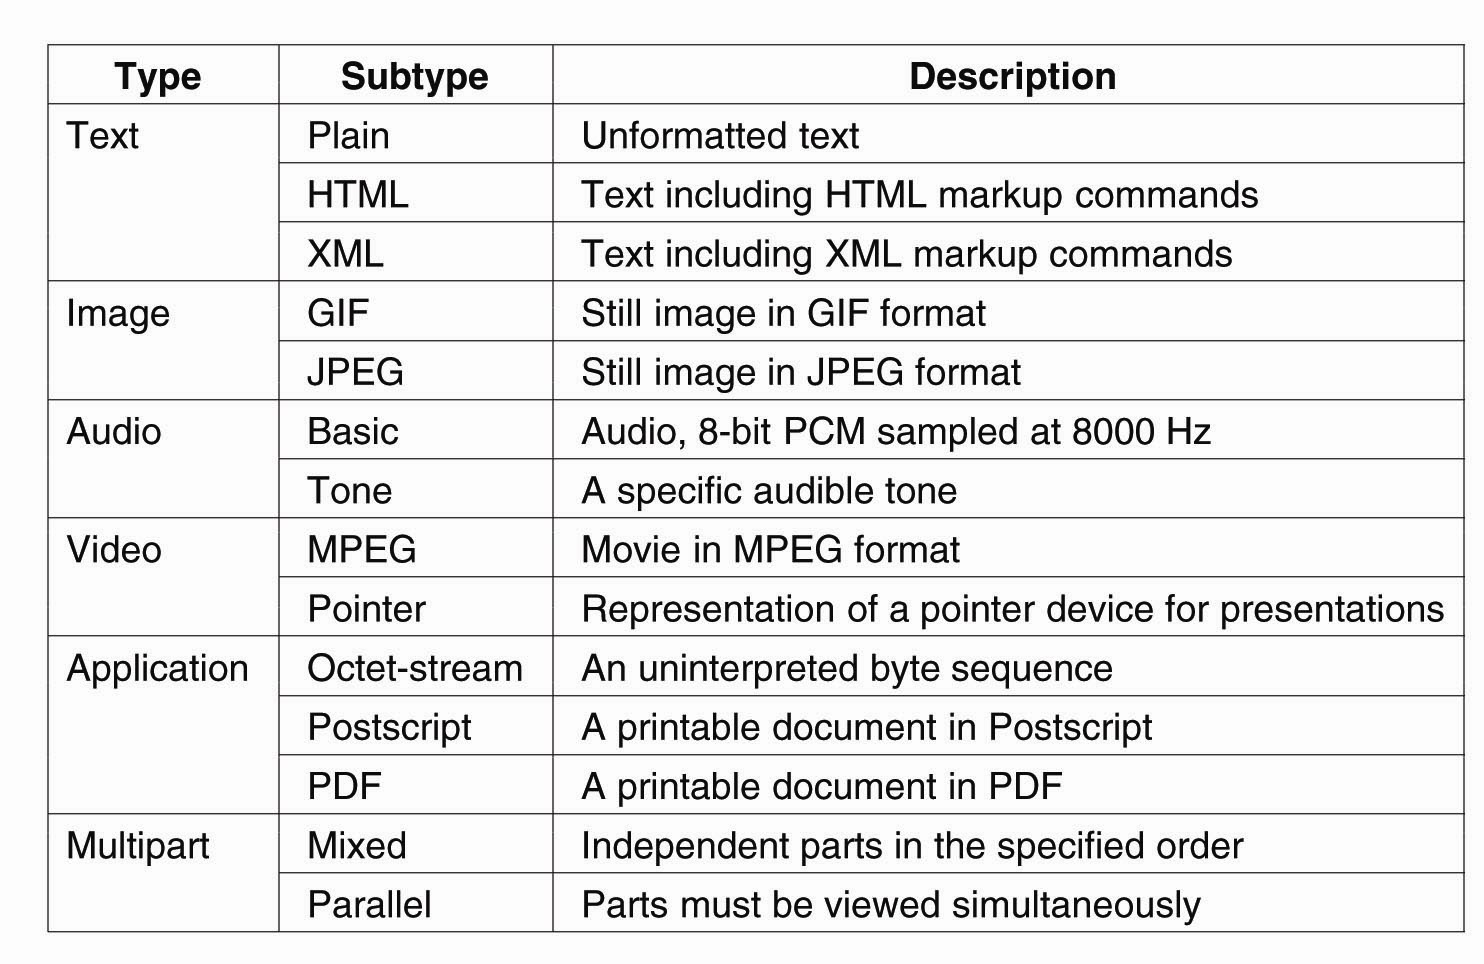 Type Subtype Description
Text Plain Unformatted text
HTML Text including HTML markup commands
XML Text including XML markup commands
Image GIF Still image in GIF format
JPEG Still image in JPEG format
Audio Basic Audio, 8-bit PCM sampled at 8000 Hz
Tone A specific audible tone
Video MPEG Movie in MPEG format
Pointer Representation of a pointer device for presentations
Application Octet-stream An uninterpreted byte sequence
Postscript A printable document in Postscript
PDF A printable document in PDF
Multipart Mixed Independent parts in the specified order
Parallel Parts must be viewed simultaneously